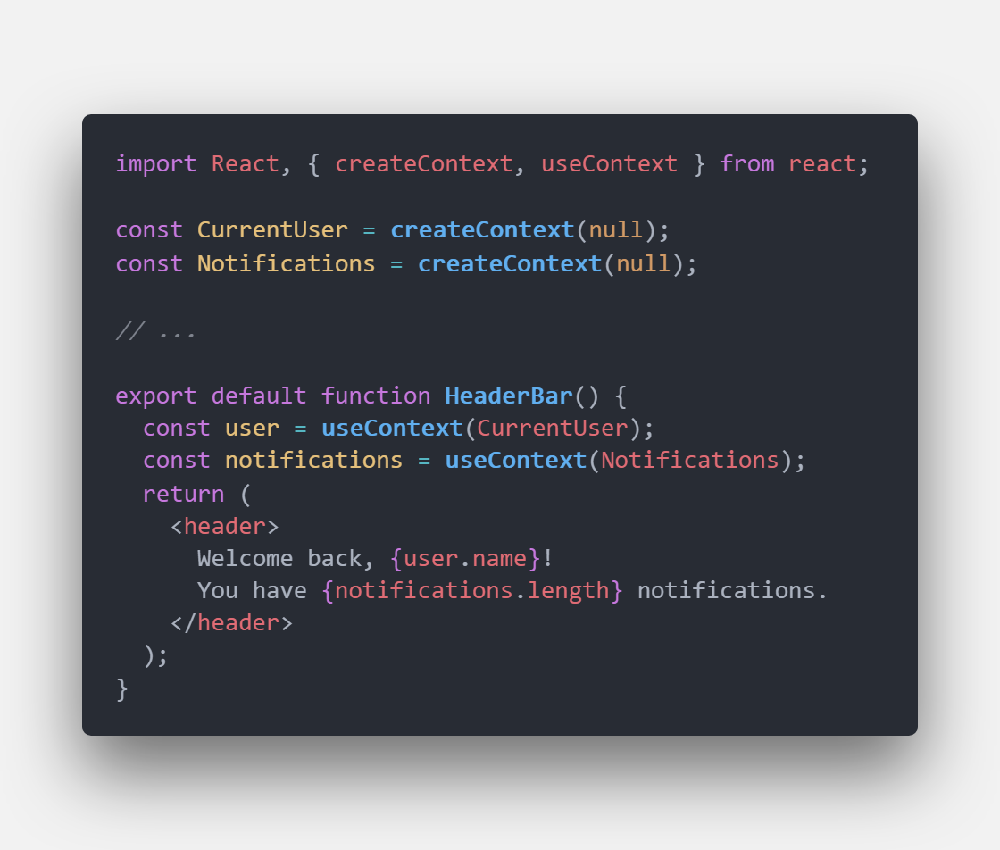 import React, { createContext, useContext } from react;
const CurrentUser = createContext(null);
const Notifications = createContext(null);
// ...
export default function HeaderBar() {
  const user = useContext(CurrentUser);
  const notifications = useContext(Notifications);
  return (
    <header>
      Welcome back, {user.name}!
      You have {notifications.length} notifications.
    </header>
  );
}